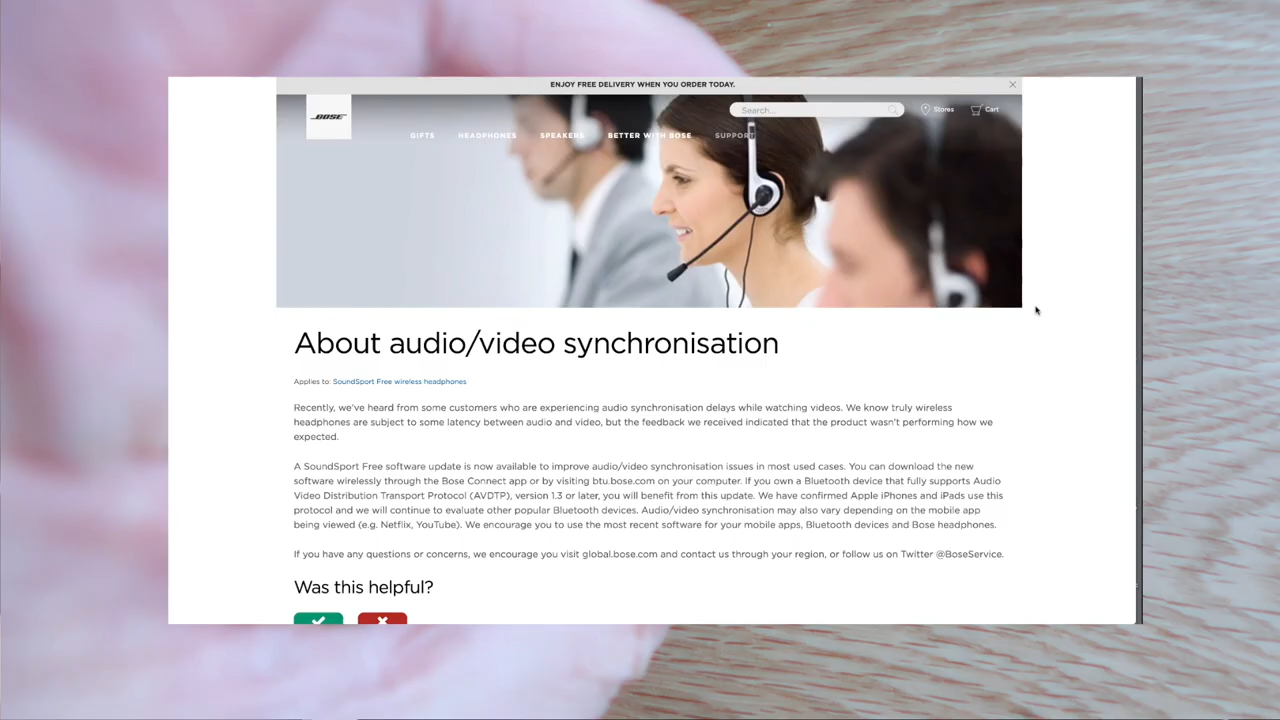 ENJOY FREE DELIVERY WHEN YOU ORDER TODAY.
BOSE
Search...
Stores
Cart
GIFTS
HEADPHONES
SPEAKERS
BETTER WITH BOSE
SUPPORT
About audio/video synchronisation
Applies to: SoundSport Free wireless headphones
Recently, we've heard from some customers who are experiencing audio synchronisation delays while watching videos. We know truly wireless
headphones are subject to some latency between audio and video, but the feedback we received indicated that the product wasn't performing how we
expected.
A SoundSport Free software update is now available to improve audio/video synchronisation issues in most used cases. You can download the new
software wirelessly through the Bose Connect app or by visiting btu.bose.com on your computer. If you own a Bluetooth device that fully supports Audio
Video Distribution Transport Protocol (AVDTP), version 1.3 or later, you will benefit from this update. We have confirmed Apple iPhones and iPads use this
protocol and we will continue to evaluate other popular Bluetooth devices. Audio/video synchronisation may also vary depending on the mobile app
being viewed (e.g. Netflix, YouTube). We encourage you to use the most recent software for your mobile apps, Bluetooth devices and Bose headphones.
If you have any questions or concerns, we encourage you visit global.bose.com and contact us through your region, or follow us on Twitter @BoseService.
Was this helpful?